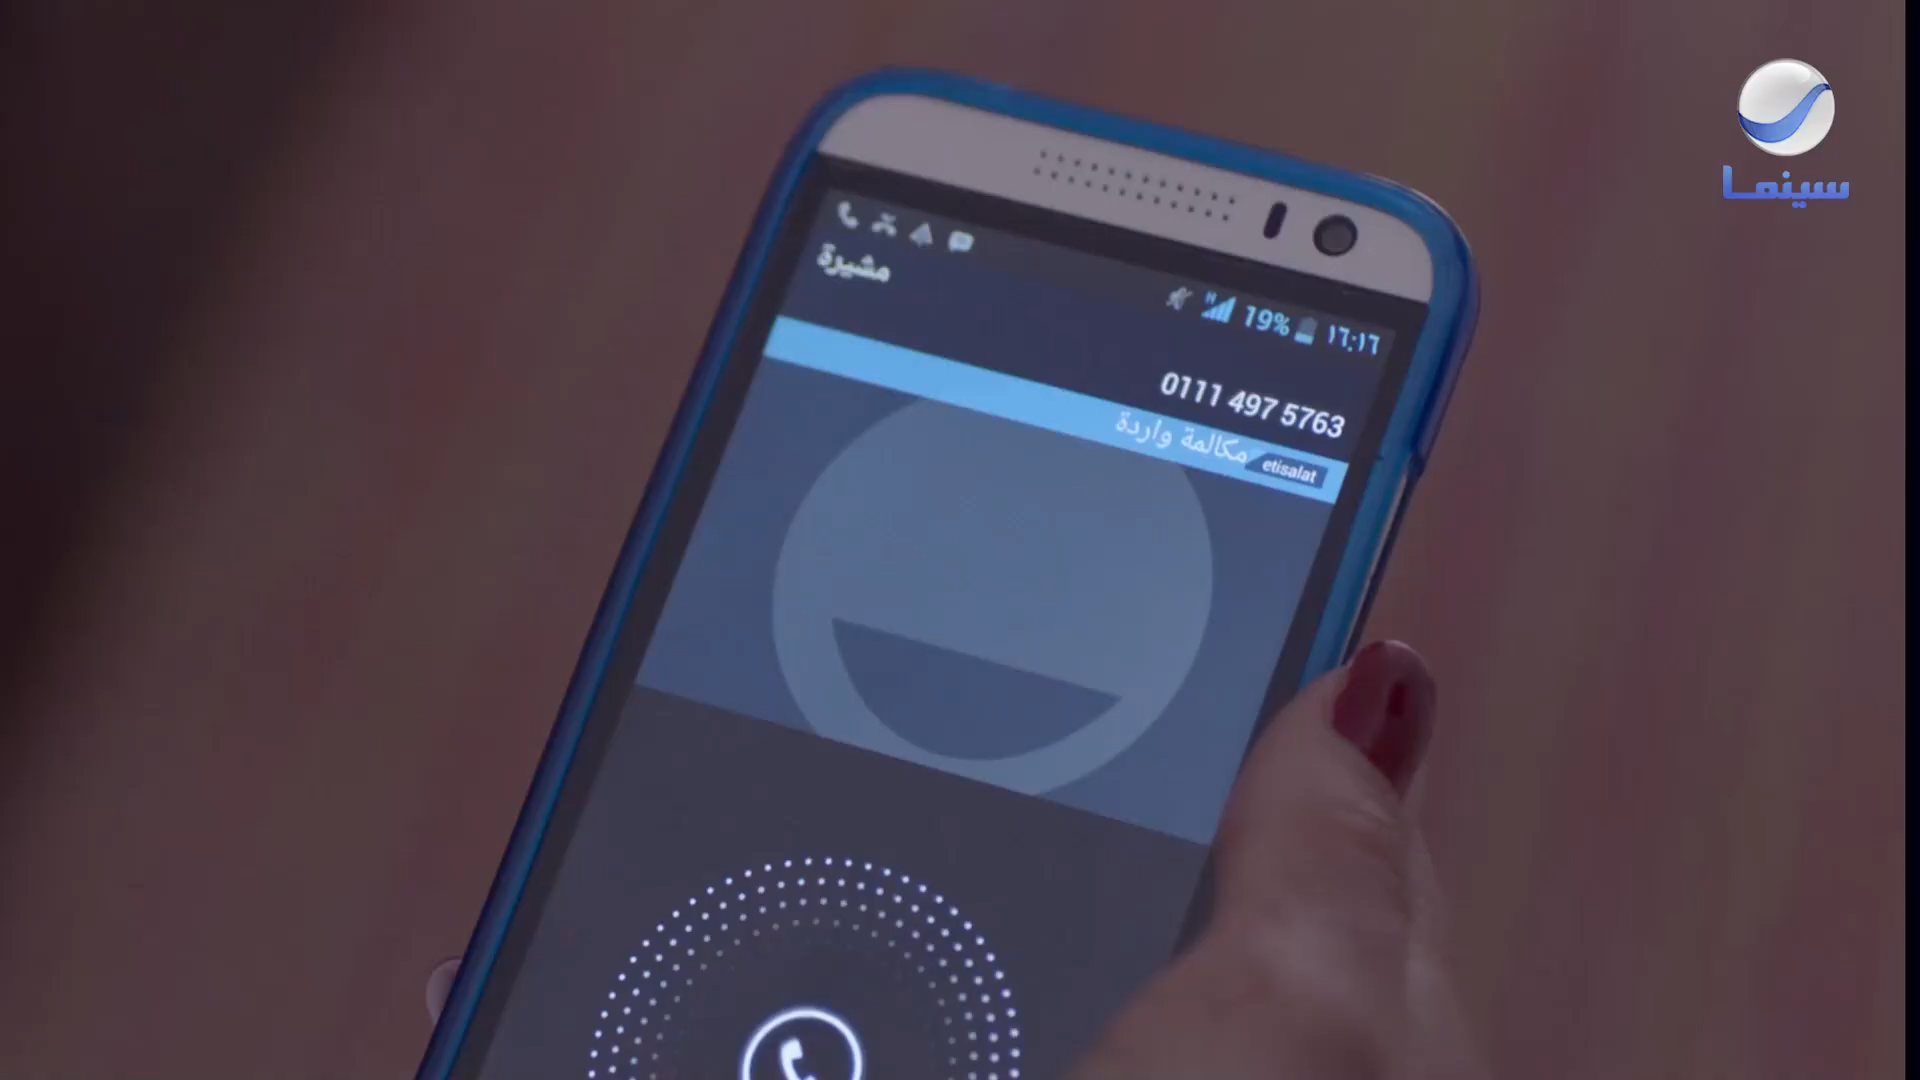 سينما
19% ١٦:١٦
مشيرة
0111 497 5763
مكالمة واردة
etisalat